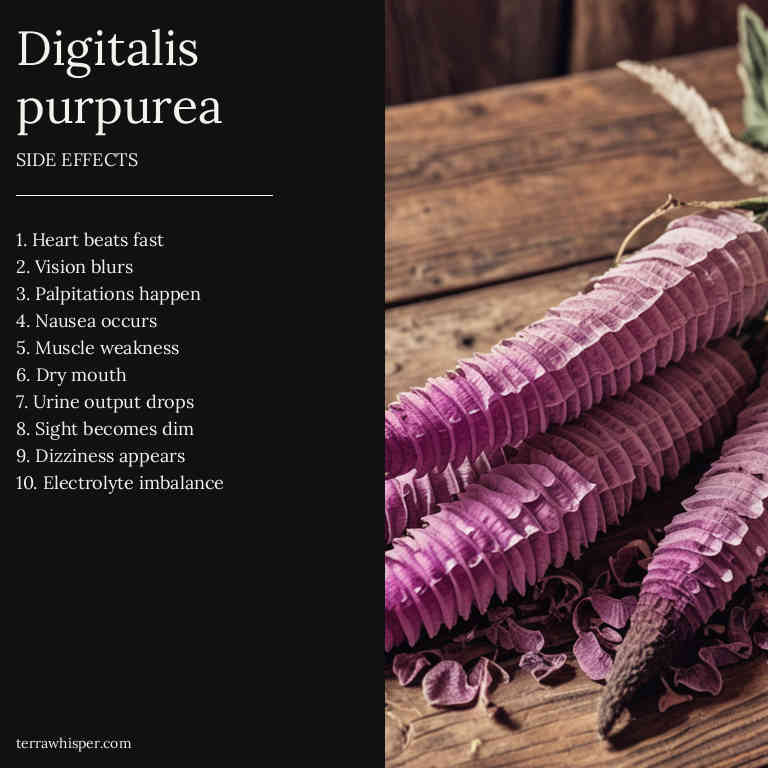 Digitalis
purpurea
SIDE EFFECTS
1. Heart beats fast
2. Vision blurs
3. Palpitations happen
4. Nausea occurs
5. Muscle weakness
6. Dry mouth
7. Urine output drops
8. Sight becomes dim
9. Dizziness appears
10. Electrolyte imbalance
terrawhisper.com